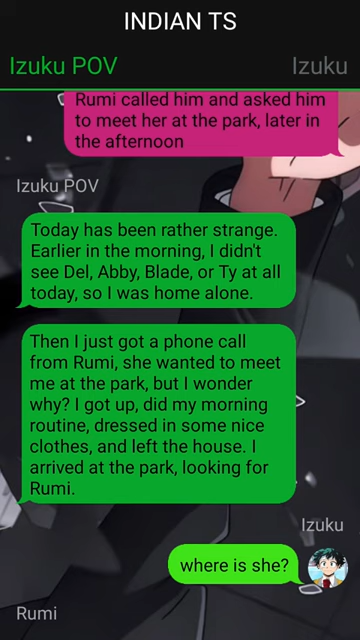 INDIAN TS
Izuku POV
Izuku
Rumi called him and asked him
to meet her at the park, later in
the afternoon
Izuku POV
Today has been rather strange.
Earlier in the morning, I didn't
see Del, Abby, Blade, or Ty at all
today, so I was home alone.
Then I just got a phone call
from Rumi, she wanted to meet
me at the park, but I wonder
why? I got up, did my morning
routine, dressed in some nice
clothes, and left the house. I
arrived at the park, looking for
Rumi.
Izuku
where is she?
Rumi